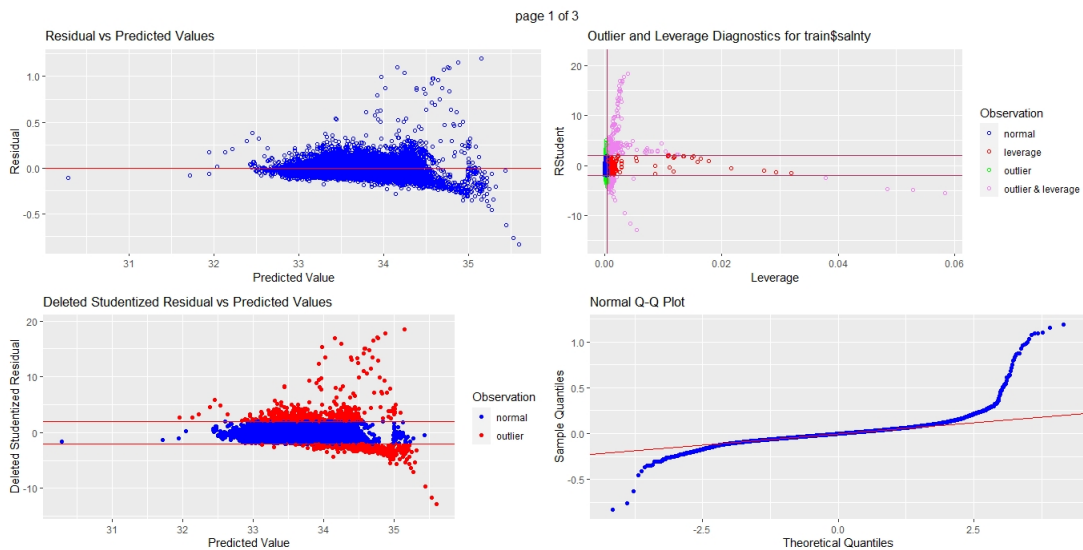 page 1 of 3
Residual vs Predicted Values
Residual
1.0
0.5
0.0
-0.5
31
32
33
34
35
Predicted Value
Outlier and Leverage Diagnostics for train$salnty
RStudent
20
10
0
-10
0.00
0.02
0.04
0.06
Leverage
Observation
normal
leverage
outlier
outlier & leverage
Deleted Studentized Residual vs Predicted Values
Deleted Studentized Residual
20
10
0
-10
31
32
33
34
35
Predicted Value
Observation
normal
outlier
Normal Q-Q Plot
Sample Quantiles
1.0
0.5
0.0
-0.5
-2.5
0.0
2.5
Theoretical Quantiles